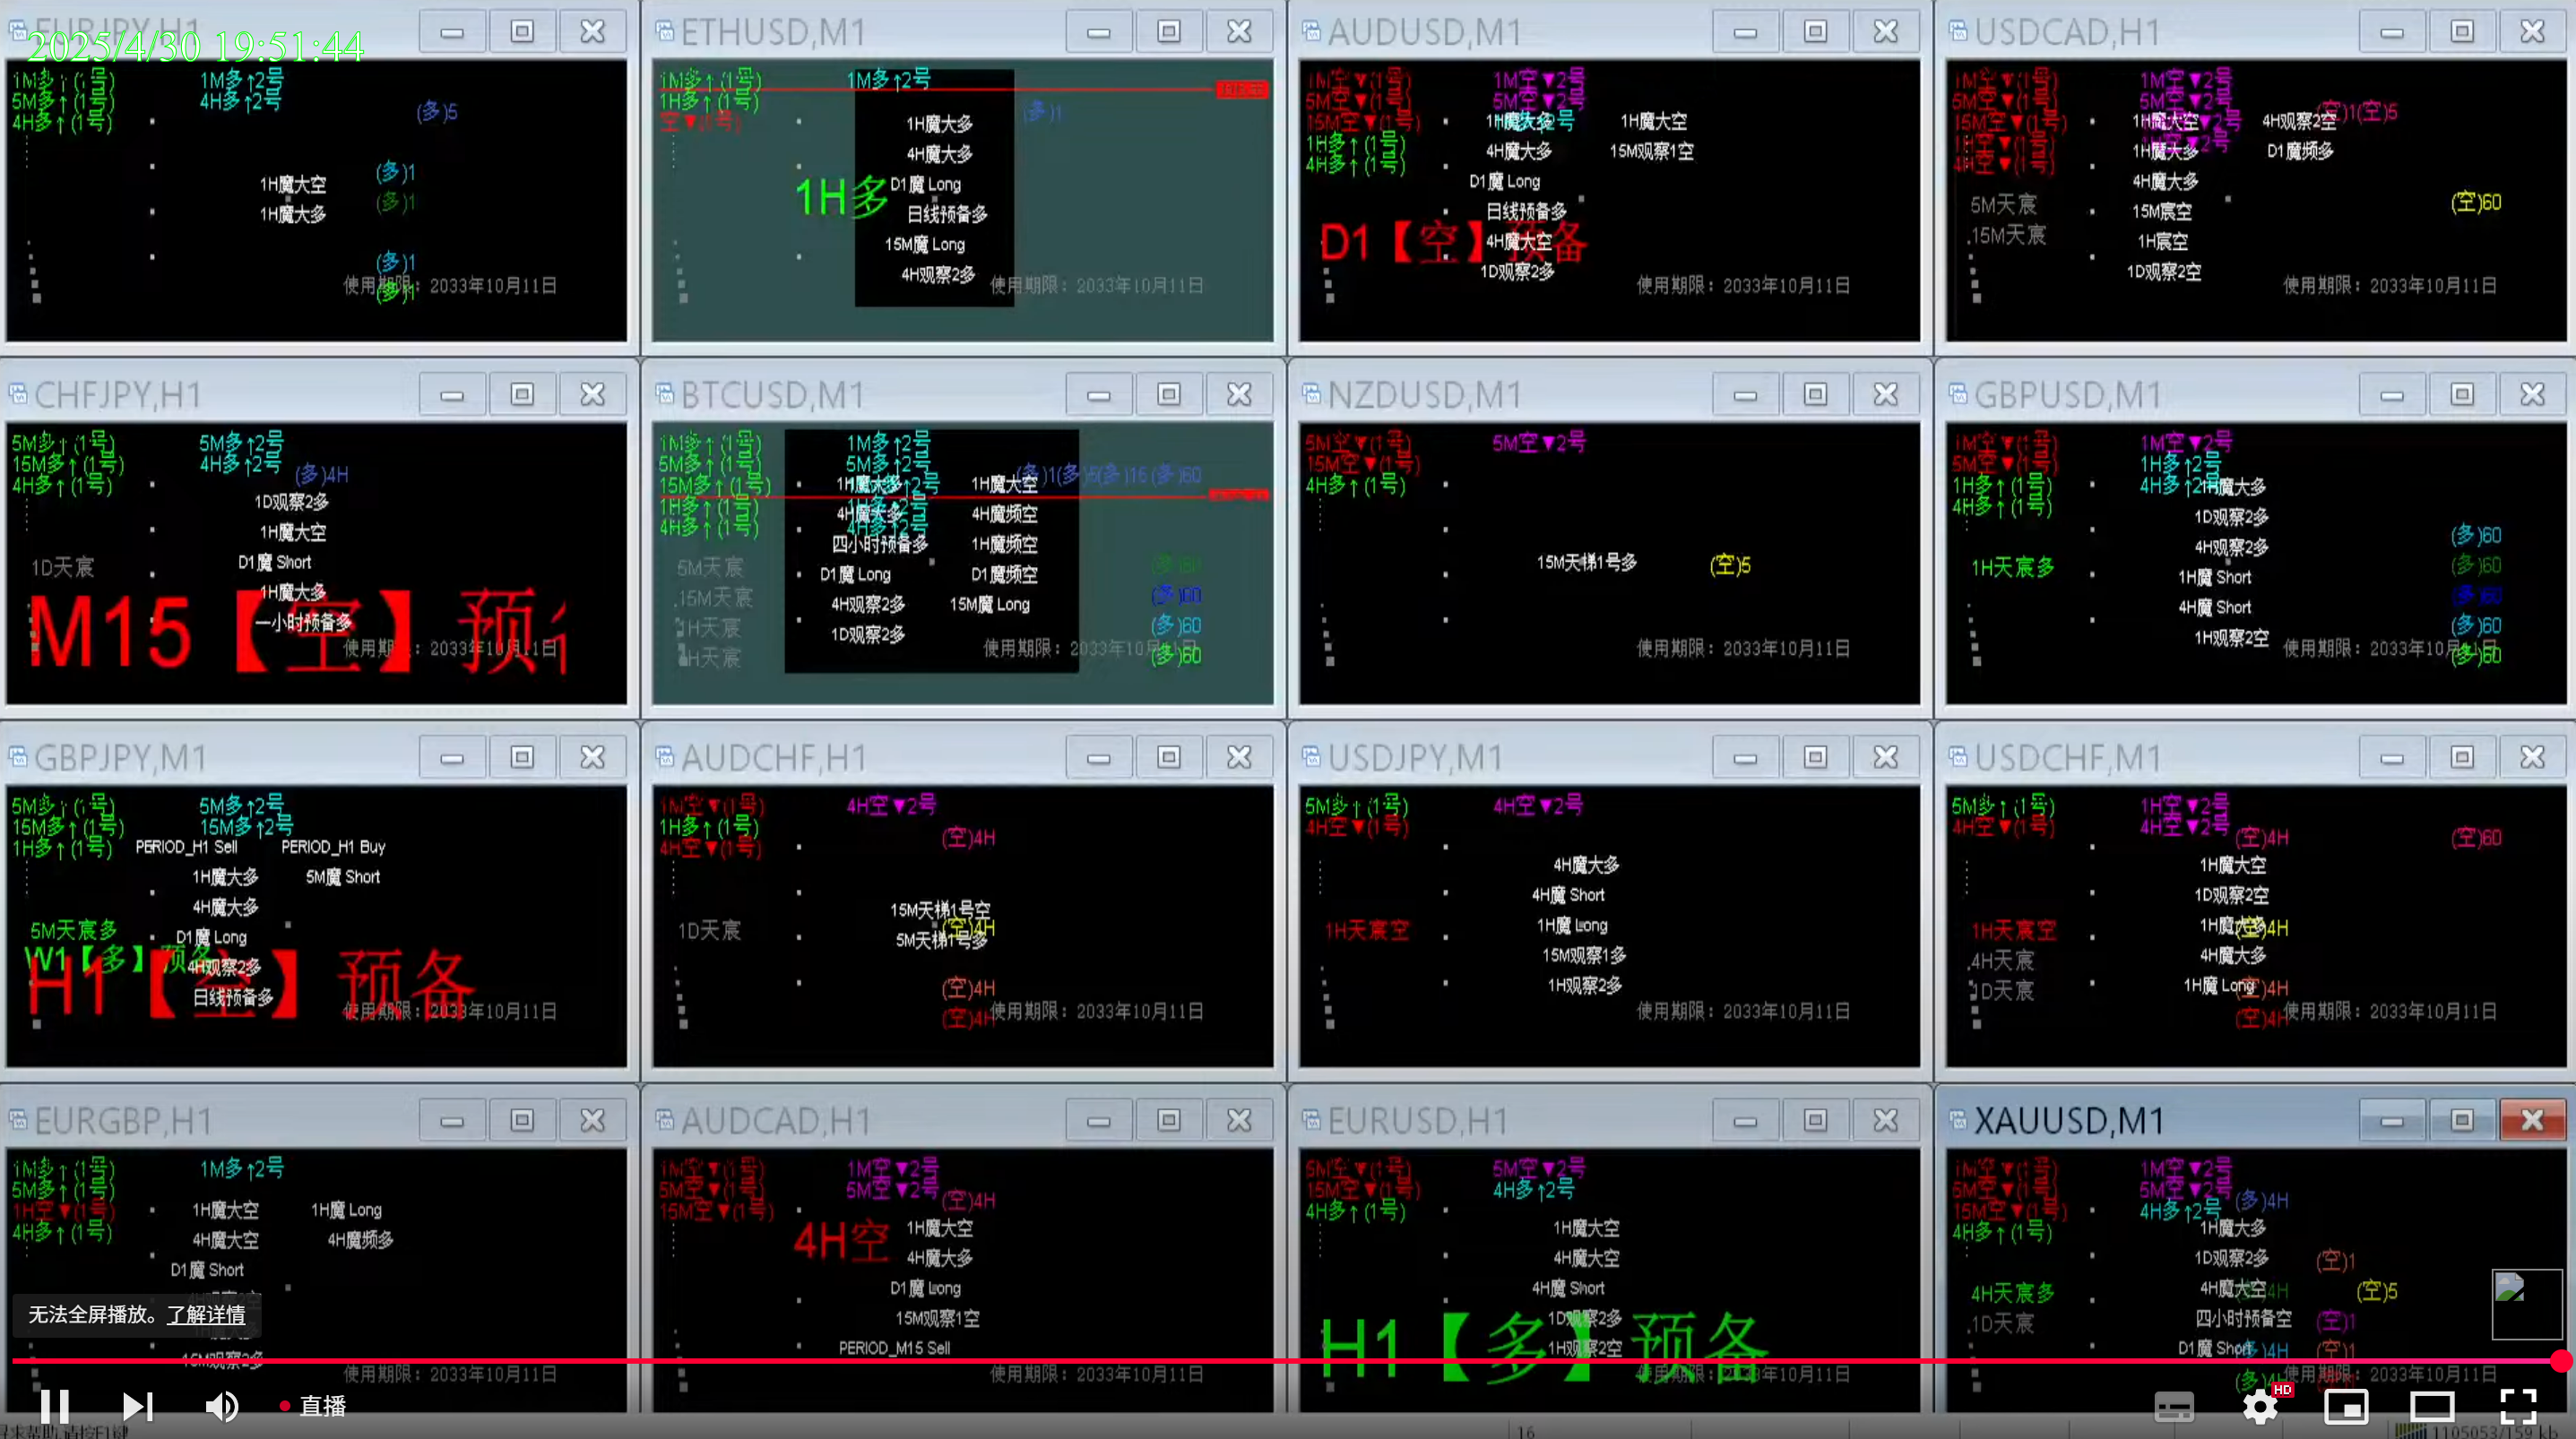 2025/4/30 19:51:44
EURJPY,H1
1M多↑(1号)
1M多↑2号
5M多↑(1号)
4H多↑2号
4H多↑(1号)
(多)5
(多)1
(多)1
1H魔大空
1H魔大多
(多)1
(多)1
使用期限：2033年10月11日
ETHUSD,M1
1M多↑(1号)
1M多↑2号
1H多↑(1号)
空▼(1号)
(多)1
1H魔大多
4H魔大多
1H多
D1魔 Long
日线预备多
15M魔 Long
4H观察2多
使用期限：2033年10月11日
AUDUSD,M1
1M空▼(1号)
1M空▼2号
5M空▼(1号)
5M空▼2号
15M空▼(1号)
1H多↑(1号)
4H多↑(1号)
1H魔大多
1H魔大空
4H魔大多
15M观察1空
D1魔 Long
日线预备多
D1【空】预备
4H魔大空
1D观察2多
使用期限：2033年10月11日
USDCAD,H1
1M空▼(1号)
1M空▼2号
5M空▼(1号)
5M空▼2号
15M空▼(1号)
1H空▼(1号)
4H空▼(1号)
(空)1(空)5
1H魔大空
4H观察2空
1H魔大多
D1魔频多
4H魔大多
5M天宸
15M宸空
(空)60
.15M天宸
1H宸空
1D观察2空
使用期限：2033年10月11日
CHFJPY,H1
5M多↑(1号)
5M多↑2号
15M多↑(1号)
4H多↑2号
4H多↑(1号)
(多)4H
1D观察2多
1H魔大空
1D天宸
D1魔 Short
1H魔大多
M15【空】预
一小时预备多
BTCUSD,M1
1M多↑(1号)
1M多↑2号
5M多↑(1号)
5M多↑2号
15M多↑(1号)
1H多↑(1号)
4H多↑(1号)
1H魔大多
1H魔大空
4H魔大多
4H魔频空
四小时预备多
1H魔频空
5M天宸
D1魔 Long
D1魔频空
.15M天宸
4H观察2多
15M魔 Long
1H天宸
1D观察2多
H天宸
(多)60
(多)60
(多)60
(多)60
NZDUSD,M1
5M空▼(1号)
5M空▼2号
15M空▼(1号)
4H多↑(1号)
15M天梯1号多
(空)5
使用期限：2033年10月11日
GBPUSD,M1
1M空▼(1号)
1M空▼2号
5M空▼(1号)
1H多↑2号
1H多↑(1号)
4H多↑2号
4H多↑(1号)
1H魔大多
1D观察2多
4H观察2多
(多)60
1H天宸多
1H魔 Short
(多)60
4H魔 Short
(多)60
1H观察2空
(多)60
(多)60
GBPJPY,M1
5M多↑(1号)
5M多↑2号
15M多↑(1号)
15M多↑2号
1H多↑(1号)
PERIOD_H1 Sell
PERIOD_H1 Buy
1H魔大多
5M魔 Short
4H魔大多
5M天宸多
D1魔 Long
W1【多】预备
4H观察2多
H1【空】预备
日线预备多
使用期限：2033年10月11日
AUDCHF,H1
1M空▼(1号)
4H空▼2号
1H多↑(1号)
4H空▼(1号)
(空)4H
15M天梯1号空
1D天宸
(空)4H
5M天梯1号多
(空)4H
(空)4H
使用期限：2033年10月11日
USDJPY,M1
5M多↑(1号)
4H空▼2号
4H空▼(1号)
4H魔大多
4H魔 Short
1H天宸空
1H魔 Long
15M观察1多
1H观察2多
使用期限：2033年10月11日
USDCHF,M1
5M多↑(1号)
1H空▼2号
4H空▼(1号)
4H空▼2号
(空)4H
(空)60
1H魔大空
1D观察2空
1H天宸空
1H魔大多
(空)4H
.4H天宸
4H魔大多
1D天宸
1H魔 Long
(空)4H
(空)4H
使用期限：2033年10月11日
EURGBP,H1
1M多↑(1号)
1M多↑2号
5M多↑(1号)
1H空▼(1号)
4H多↑(1号)
1H魔大空
1H魔 Long
4H魔大空
4H魔频多
D1魔 Short
15M观察2多
使用期限：2033年10月11日
AUDCAD,H1
1M空▼(1号)
1M空▼2号
5M空▼(1号)
5M空▼2号
15M空▼(1号)
(空)4H
4H空
1H魔大空
4H魔大多
D1魔 Long
15M观察1空
PERIOD_M15 Sell
使用期限：2033年10月11日
EURUSD,H1
5M空▼(1号)
5M空▼2号
15M空▼(1号)
4H多↑2号
4H多↑(1号)
1H魔大空
4H魔大空
4H魔 Short
1D观察2多
H1【多】预备
1H观察2空
使用期限：2033年10月11日
XAUUSD,M1
1M空▼(1号)
1M空▼2号
5M空▼(1号)
5M空▼2号
15M空▼(1号)
4H多↑2号
4H多↑(1号)
(多)4H
1H魔大多
1D观察2多
(空)1
4H天宸多
4H魔大空
(空)5
.1D天宸
四小时预备空
(空)1
D1魔 Short
(多)4H
(空)1
使用期限：2033年10月11日
无法全屏播放。了解详情
直播
HD
16
1105053/159 kb